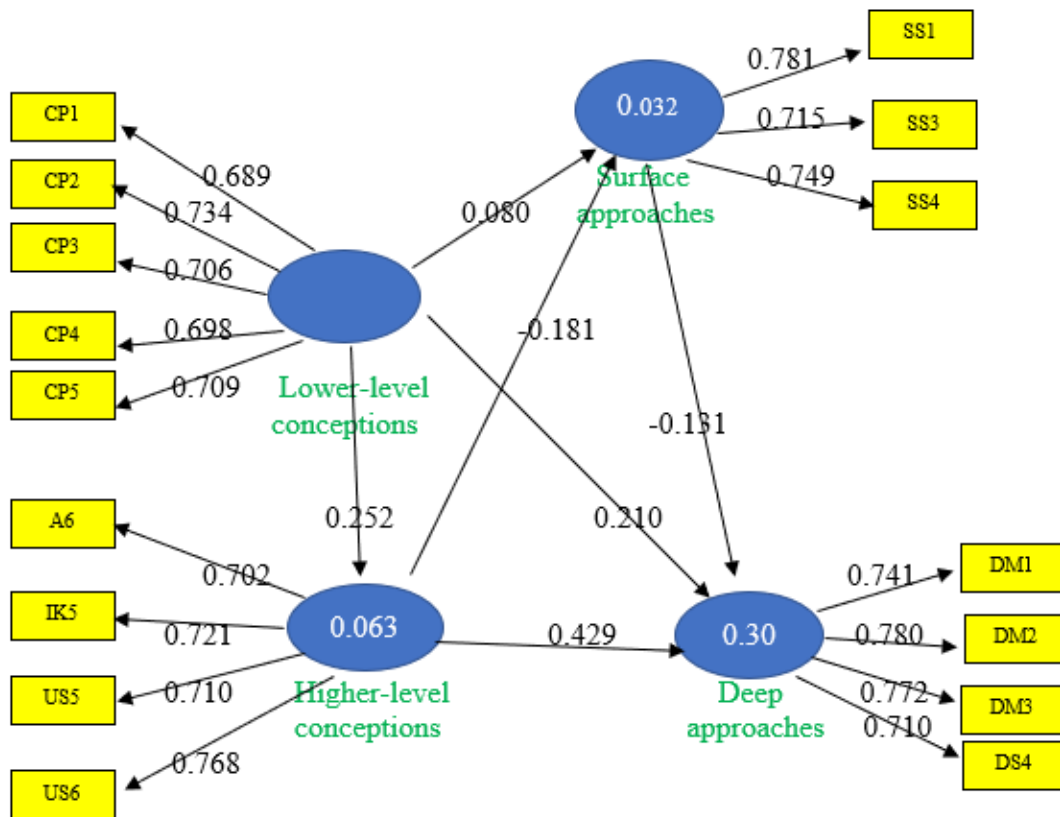 SS1
0.781
CP1
0.032
0.715
SS3
0.689
CP2
Surface
approaches
0.749
SS4
0.734
0.080
CP3
0.706
CP4
0.698
-0.181
CP5
0.709
Lower-level
conceptions
-0.131
A6
0.252
0.210
0.702
0.741
DM1
IK5
0.721
0.063
0.429
0.30
0.780
DM2
US5
0.710
Higher-level
conceptions
Deep
approaches
0.772
DM3
0.710
DS4
0.768
US6